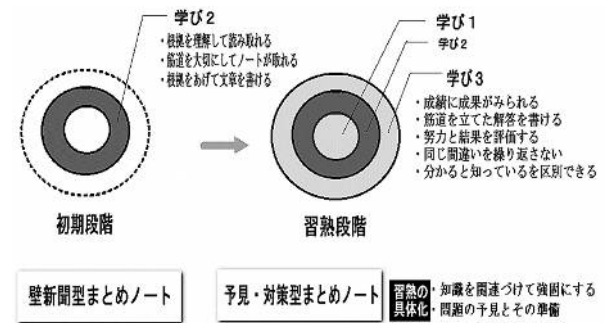 学び2
・根拠を理解して読み取れる
・筋道を大切にしてノートが取れる
・根拠をあげて文章を書ける
初期段階
学び1
学び2
学び3
・成績に成果がみられる
・筋道を立てた解答を書ける
・努力と結果を評価する
・同じ間違いを繰り返さない
・分かると知っているを区別できる
習熟段階
壁新聞型まとめノート
予見・対策型まとめノート
習熟の
具体化
・知識を関連づけて強固にする
・問題の予見とその準備